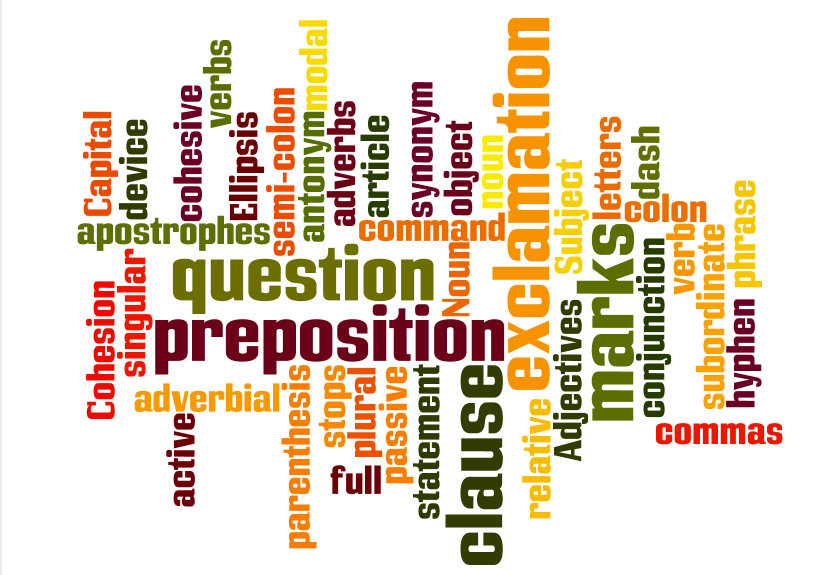 Capital
device
cohesive
verbs
Ellipsis
semi-colon
antonym
modal
adverbs
article
synonym
object
noun
exclamation
Subject
letters
dash
colon
phrase
apostrophes
command
question
Noun
marks
conjunction
verb
subordinate
hyphen
Cohesion
singular
preposition
Adjectives
adverbial
active
parenthesis
stops
plural
passive
full
statement
clause
relative
commas